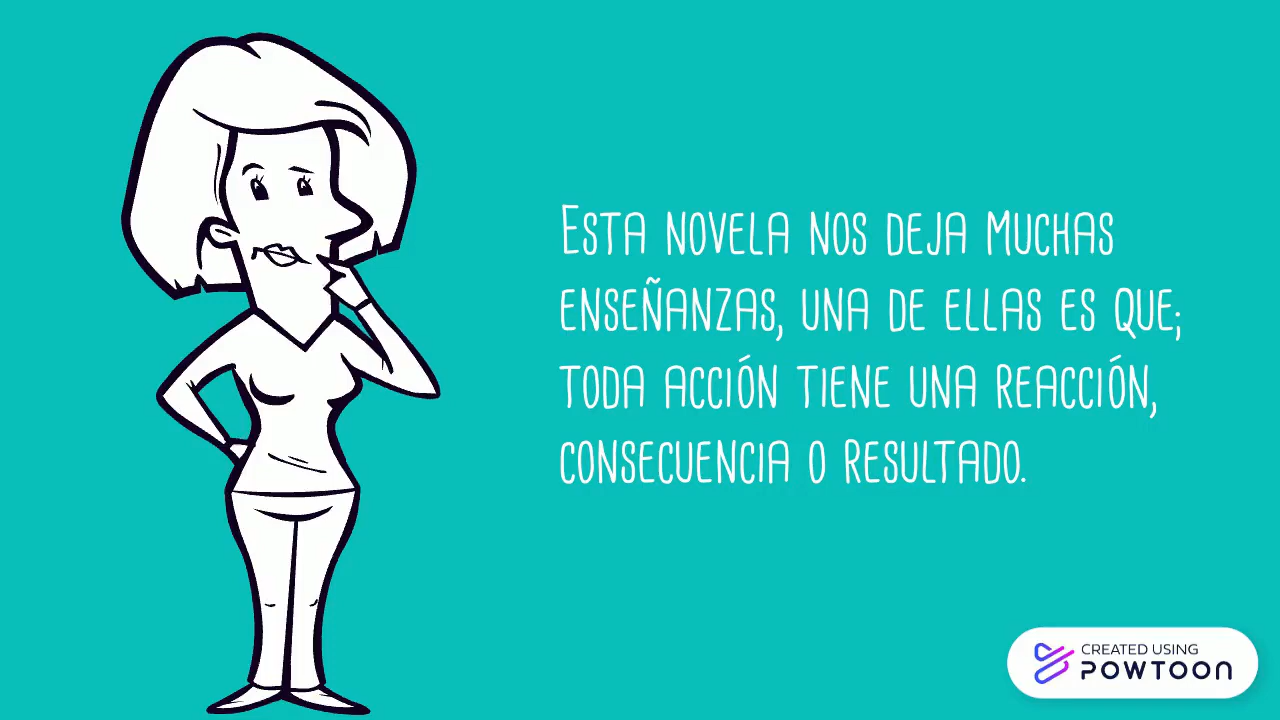 Esta novela nos deja muchas
enseñanzas, una de ellas es que;
toda acción tiene una reacción,
consecuencia o resultado.
CREATED USING
POWTOON